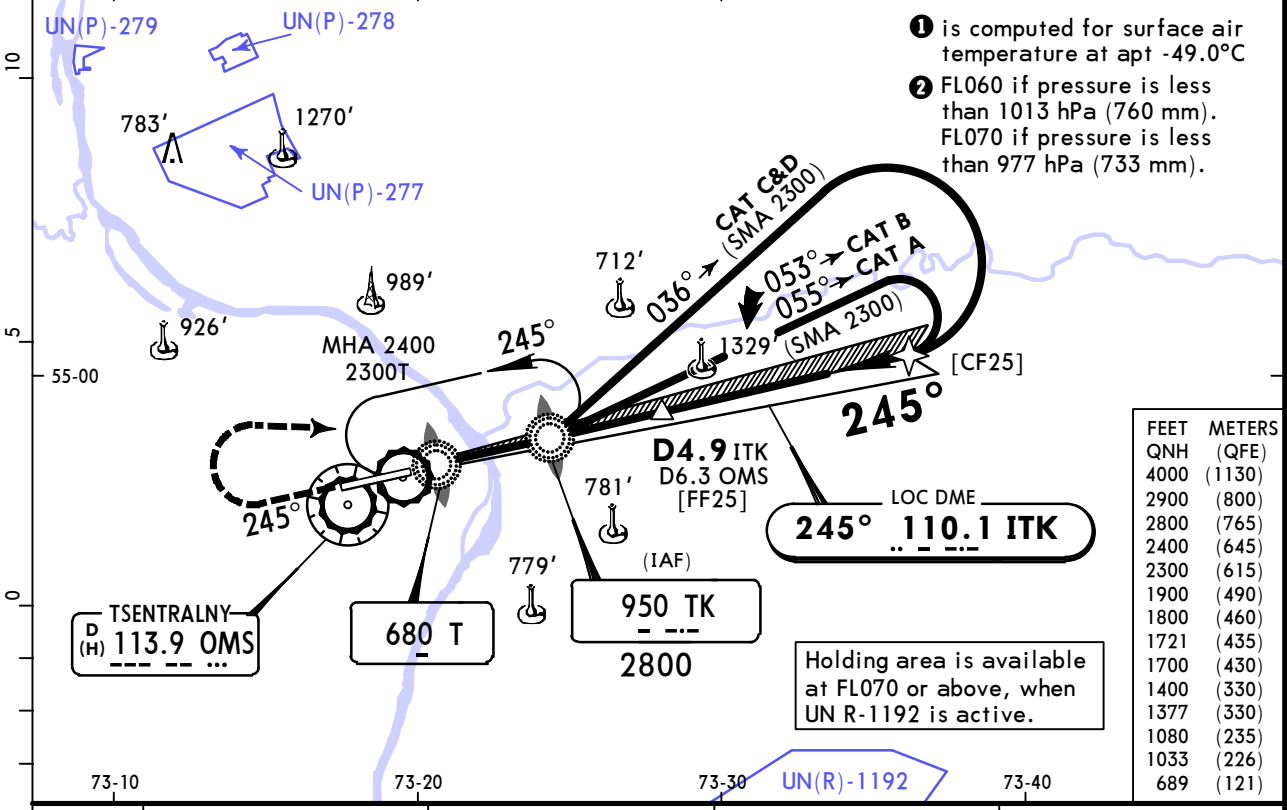 UN(P)-279
UN(P)-278
❶ is computed for surface air
temperature at apt -49.0°C
❷ FL060 if pressure is less
than 1013 hPa (760 mm).
FL070 if pressure is less
than 977 hPa (733 mm).
10
783'
1270'
UN(P)-277
CAT C&D
(SMA 2300)
036°
053° CAT B
055° CAT A
(SMA 2300)
712'
989'
926'
5
MHA 2400
2300T
245°
1329'
[CF25]
55-00
245°
D4.9 ITK
D6.3 OMS
[FF25]
245°
781'
LOC DME
245° 110.1 ITK
779'
(IAF)
0
TSENTRALNY
D
(H) 113.9 OMS
680 T
950 TK
2800
Holding area is available
at FL070 or above, when
UN R-1192 is active.
FEET METERS
QNH (QFE)
4000 (1130)
2900 (800)
2800 (765)
2400 (645)
2300 (615)
1900 (490)
1800 (460)
1721 (435)
1700 (430)
1400 (330)
1377 (330)
1080 (235)
1033 (226)
689 (121)
73-10
73-20
73-30
UN(R)-1192
73-40